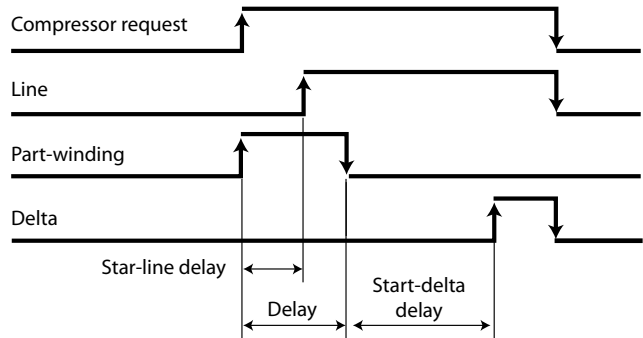 Compressor request
Line
Part-winding
Delta
Star-line delay
Delay
Start-delta
delay